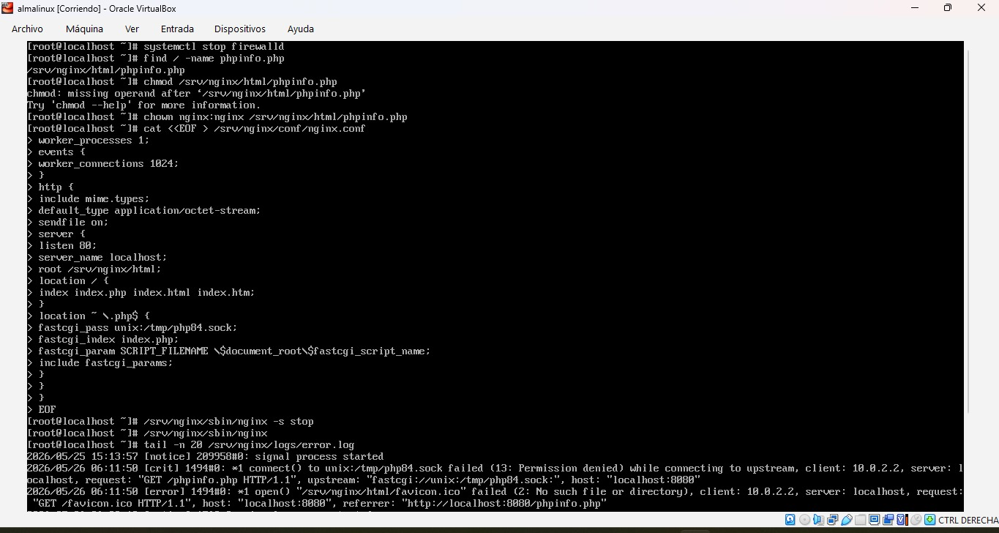 almalinux [Corriendo] - Oracle VirtualBox
Archivo Máquina Ver Entrada Dispositivos Ayuda
[root@localhost ~]# systemctl stop firewalld
[root@localhost ~]# find / -name phpinfo.php
/srv/nginx/html/phpinfo.php
[root@localhost ~]# chmod /srv/nginx/html/phpinfo.php
chmod: missing operand after ‘/srv/nginx/html/phpinfo.php’
Try 'chmod --help' for more information.
[root@localhost ~]# chown nginx:nginx /srv/nginx/html/phpinfo.php
[root@localhost ~]# cat <<EOF > /srv/nginx/conf/nginx.conf
> worker_processes 1;
> events {
> worker_connections 1024;
> }
> http {
> include mime.types;
> default_type application/octet-stream;
> sendfile on;
> server {
> listen 80;
> server_name localhost;
> root /srv/nginx/html;
> location / {
> index index.php index.html index.htm;
> }
> location ~ \.php$ {
> fastcgi_pass unix:/tmp/php84.sock;
> fastcgi_index index.php;
> fastcgi_param SCRIPT_FILENAME \$document_root\$fastcgi_script_name;
> include fastcgi_params;
> }
> }
> }
> EOF
[root@localhost ~]# /srv/nginx/sbin/nginx -s stop
[root@localhost ~]# /srv/nginx/sbin/nginx
[root@localhost ~]# tail -n 20 /srv/nginx/logs/error.log
2026/05/25 15:13:57 [notice] 209958#0: signal process started
2026/05/26 06:11:50 [crit] 1494#0: *1 connect() to unix:/tmp/php84.sock failed (13: Permission denied) while connecting to upstream, client: 10.0.2.2, server: l
ocalhost, request: "GET /phpinfo.php HTTP/1.1", upstream: "fastcgi://unix:/tmp/php84.sock:", host: "localhost:8080"
2026/05/26 06:11:50 [error] 1494#0: *1 open() "/srv/nginx/html/favicon.ico" failed (2: No such file or directory), client: 10.0.2.2, server: localhost, request:
"GET /favicon.ico HTTP/1.1", host: "localhost:8080", referrer: "http://localhost:8080/phpinfo.php"
CTRL DERECHA